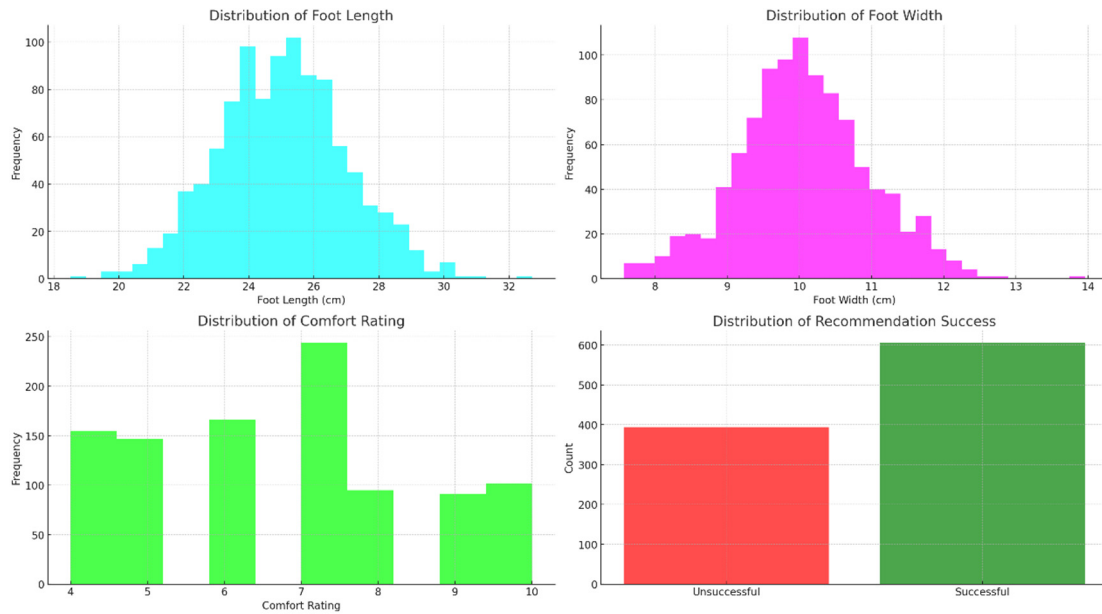 Distribution of Foot Length
Frequency
100
80
60
40
20
0
18 20 22 24 26 28 30 32
Foot Length (cm)
Distribution of Foot Width
Frequency
100
80
60
40
20
0
8 9 10 11 12 13 14
Foot Width (cm)
Distribution of Comfort Rating
Frequency
250
200
150
100
50
0
4 5 6 7 8 9 10
Comfort Rating
Distribution of Recommendation Success
Count
600
500
400
300
200
100
0
Unsuccessful Successful